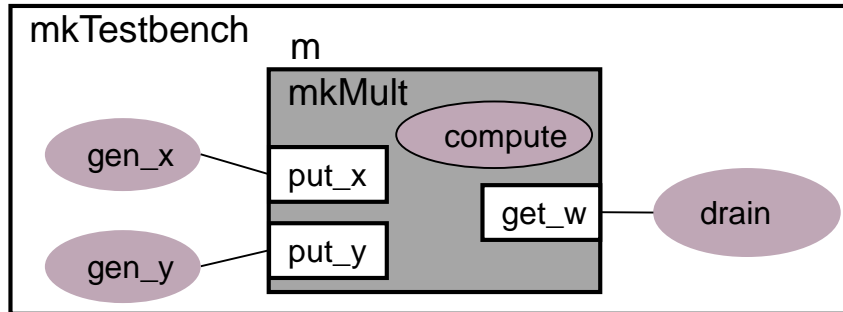 mkTestbench
m
mkMult
compute
gen_x
put_x
get_w
drain
gen_y
put_y